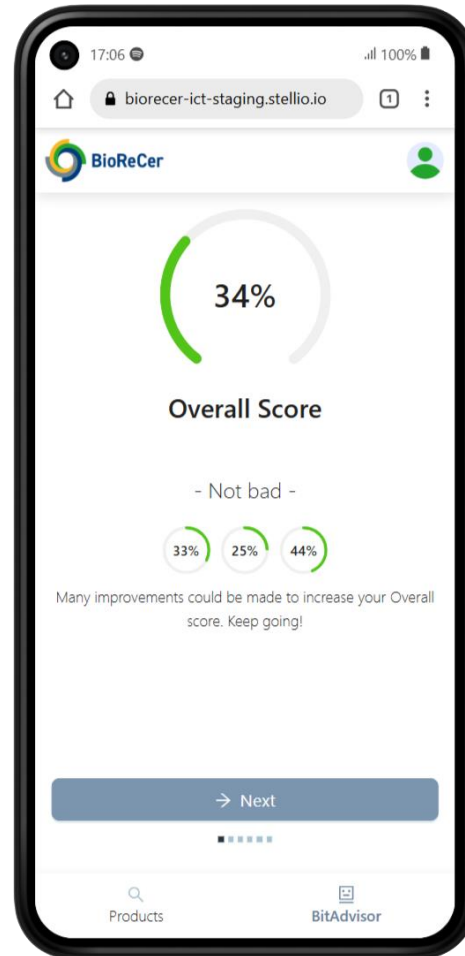 17:06
100%
biorecer-ict-staging.stellio.io
1
BioReCer
34%
Overall Score
- Not bad -
33% 25% 44%
Many improvements could be made to increase your Overall
score. Keep going!
→ Next
Products
BitAdvisor